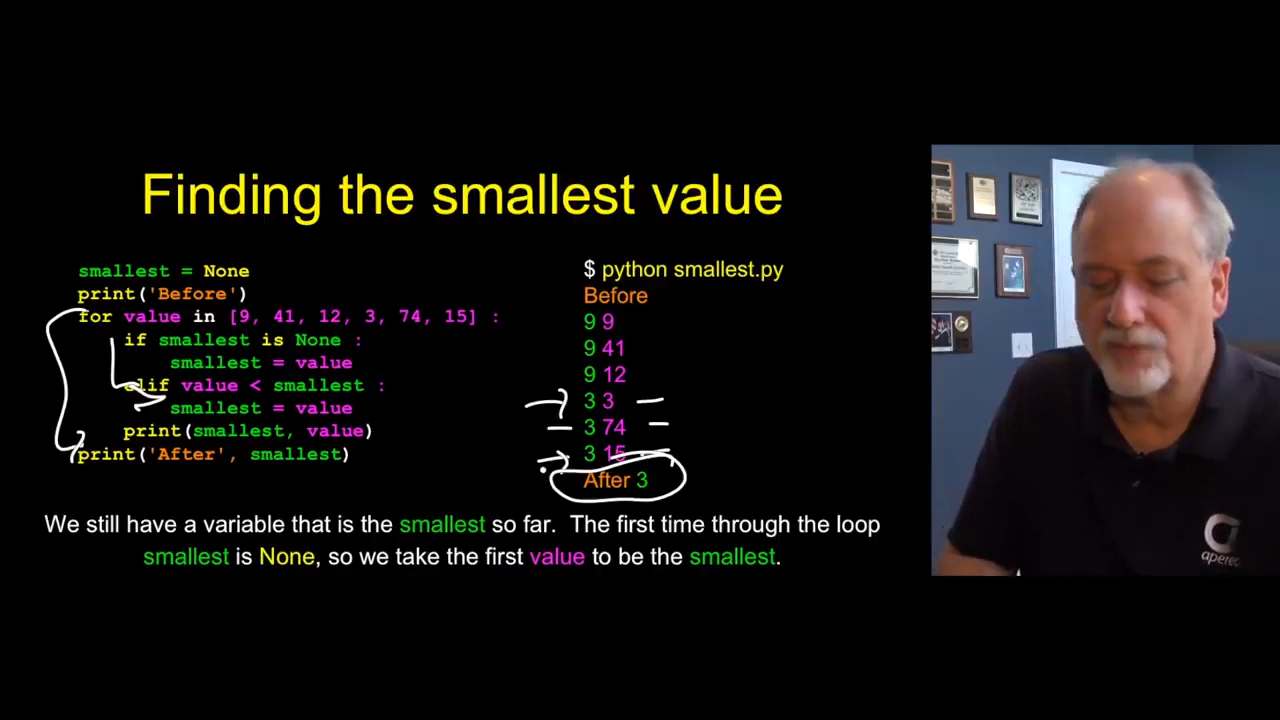 Finding the smallest value
smallest = None
print('Before')
for value in [9, 41, 12, 3, 74, 15] :
    if smallest is None :
        smallest = value
    elif value < smallest :
        smallest = value
    print(smallest, value)
print('After', smallest)
$ python smallest.py
Before
9 9
9 41
9 12
3 3
3 74
3 15
After 3
We still have a variable that is the smallest so far. The first time through the loop
smallest is None, so we take the first value to be the smallest.